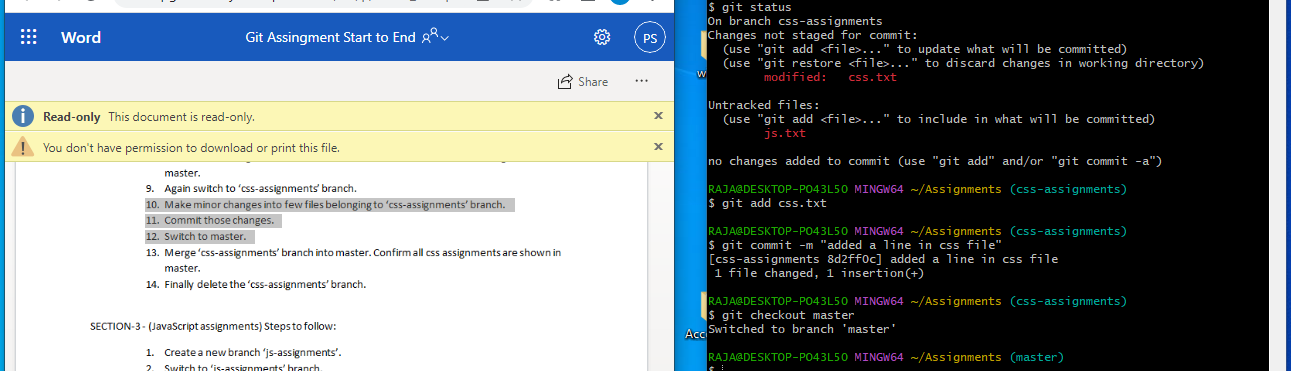 Word
Git Assingment Start to End
PS
Share
Read-only This document is read-only.
You don't have permission to download or print this file.
master.
9. Again switch to 'css-assignments' branch.
10. Make minor changes into few files belonging to 'css-assignments' branch.
11. Commit those changes.
12. Switch to master.
13. Merge 'css-assignments' branch into master. Confirm all css assignments are shown in
master.
14. Finally delete the 'css-assignments' branch.
SECTION-3 - (JavaScript assignments) Steps to follow:
1. Create a new branch 'js-assignments'.
2. Switch to 'js-assignments' branch.
w
Acc
$ git status
On branch css-assignments
Changes not staged for commit:
(use "git add <file>..." to update what will be committed)
(use "git restore <file>..." to discard changes in working directory)
modified: css.txt
Untracked files:
(use "git add <file>..." to include in what will be committed)
js.txt
no changes added to commit (use "git add" and/or "git commit -a")
RAJA@DESKTOP-PO43L50 MINGW64 ~/Assignments (css-assignments)
$ git add css.txt
RAJA@DESKTOP-PO43L50 MINGW64 ~/Assignments (css-assignments)
$ git commit -m "added a line in css file"
[css-assignments 8d2ff0c] added a line in css file
1 file changed, 1 insertion(+)
RAJA@DESKTOP-PO43L50 MINGW64 ~/Assignments (css-assignments)
$ git checkout master
Switched to branch 'master'
RAJA@DESKTOP-PO43L50 MINGW64 ~/Assignments (master)
$